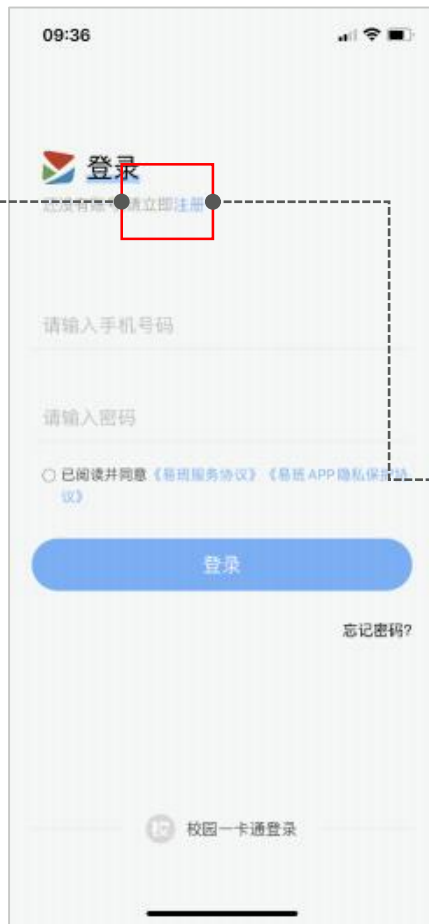 09:36
登录
还没有账号 请立即注册
请输入手机号码
请输入密码
已阅读并同意《易班服务协议》《易班APP隐私保护协
议》
登录
忘记密码?
校园一卡通登录